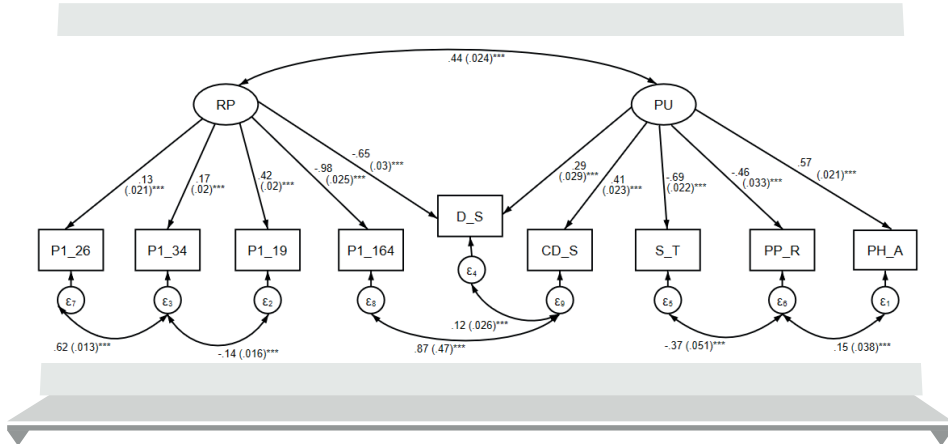 .44 (.024)***
RP
PU
.13
(.021)***
.17
(.02)***
.42
(.02)***
-.98
(.025)***
-.65
(.03)***
.29
(.029)***
.41
(.023)***
-.69
(.022)***
-.46
(.033)***
.57
(.021)***
D_S
P1_26
P1_34
P1_19
P1_164
CD_S
S_T
PP_R
PH_A
ε4
ε7
ε3
ε2
ε8
ε9
ε5
ε6
ε1
.62 (.013)***
-.14 (.016)***
.12 (.026)***
.87 (.47)***
-.37 (.051)***
.15 (.038)***